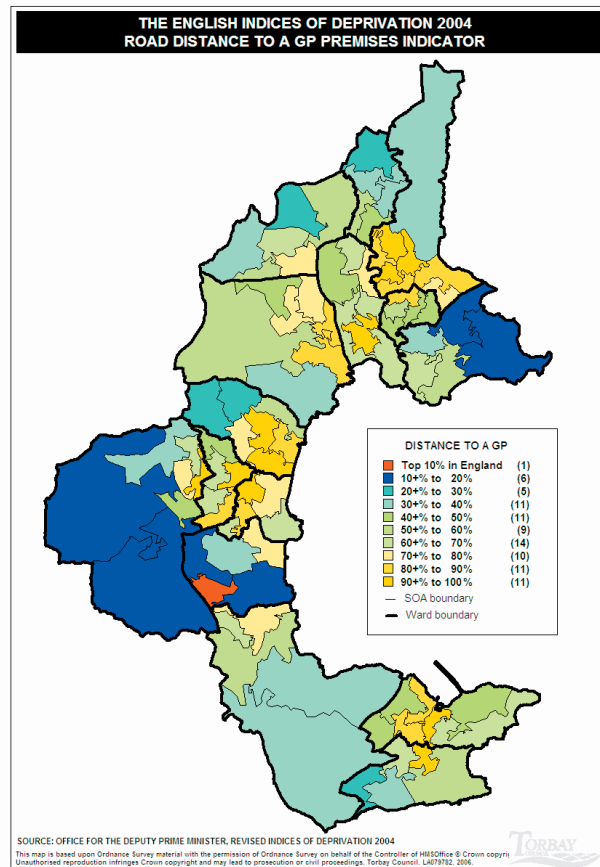 THE ENGLISH INDICES OF DEPRIVATION 2004
ROAD DISTANCE TO A GP PREMISES INDICATOR
DISTANCE TO A GP
Top 10% in England (1)
10+% to 20% (6)
20+% to 30% (5)
30+% to 40% (11)
40+% to 50% (11)
50+% to 60% (9)
60+% to 70% (14)
70+% to 80% (10)
80+% to 90% (11)
90+% to 100% (11)
SOA boundary
Ward boundary
SOURCE: OFFICE FOR THE DEPUTY PRIME MINISTER, REVISED INDICES OF DEPRIVATION 2004
This map is based upon Ordnance Survey material with the permission of Ordnance Survey on behalf of the Controller of HMSOffice © Crown copyri
Unauthorised reproduction infringes Crown copyright and may lead to prosecution or civil proceedings. Torbay Council. LA079782. 2006.
TORBAY